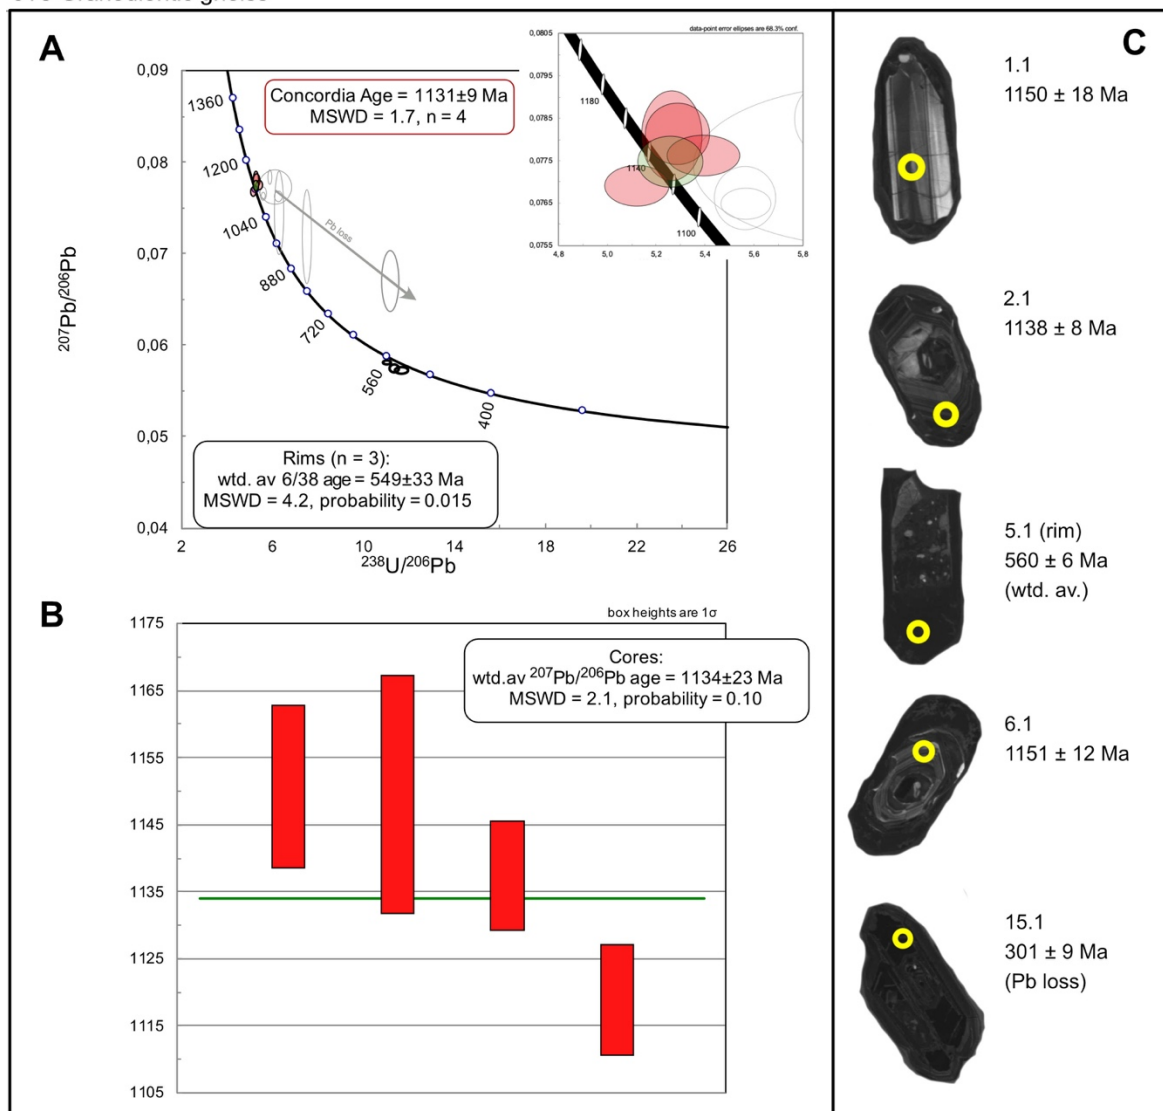 A
0,09
0,08
0,07
0,06
0,05
0,04
207Pb/206Pb
1360
1200
1040
880
720
560
400
Concordia Age = 1131±9 Ma
MSWD = 1.7, n = 4
Pb loss
Rims (n = 3):
wtd. av 6/38 age = 549±33 Ma
MSWD = 4.2, probability = 0.015
2 6 10 14 18 22 26
238U/206Pb
data-point error ellipses are 68.3% conf.
0,0805
0,0795
0,0785
0,0775
0,0765
0,0755
1180
1140
1100
4,8 5,0 5,2 5,4 5,6 5,8
B
box heights are 1σ
1175
1165
1155
1145
1135
1125
1115
1105
Cores:
wtd.av 207Pb/206Pb age = 1134±23 Ma
MSWD = 2.1, probability = 0.10
C
1.1
1150 ± 18 Ma
2.1
1138 ± 8 Ma
5.1 (rim)
560 ± 6 Ma
(wtd. av.)
6.1
1151 ± 12 Ma
15.1
301 ± 9 Ma
(Pb loss)